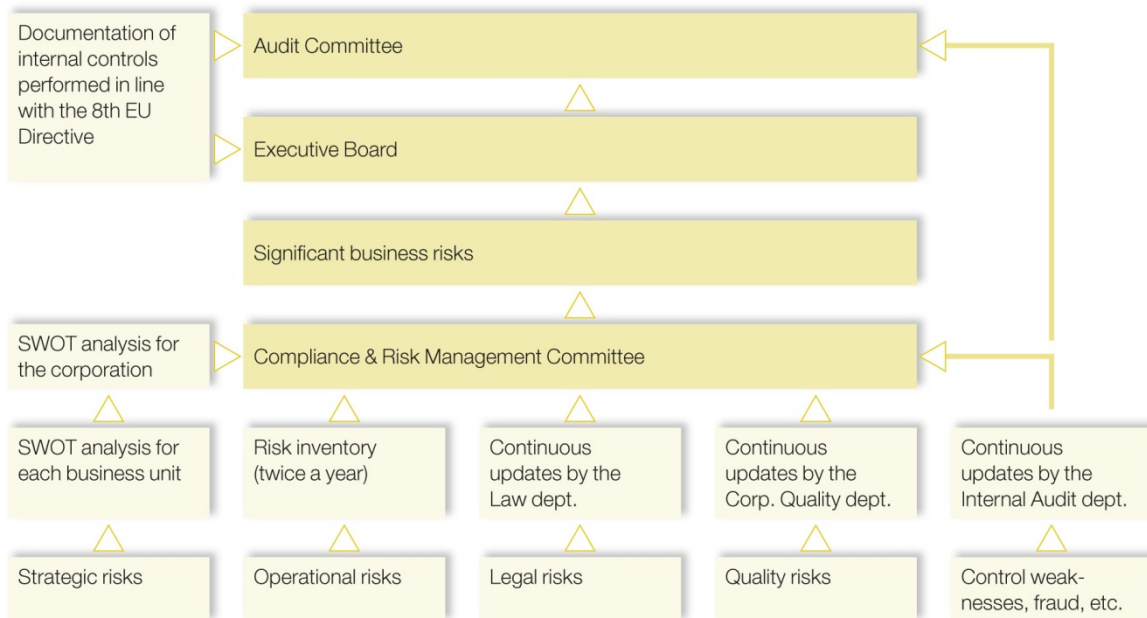 Documentation of
internal controls
performed in line
with the 8th EU
Directive
Audit Committee
Executive Board
Significant business risks
SWOT analysis for
the corporation
Compliance & Risk Management Committee
SWOT analysis for
each business unit
Risk inventory
(twice a year)
Continuous
updates by the
Law dept.
Continuous
updates by the
Corp. Quality dept.
Continuous
updates by the
Internal Audit dept.
Strategic risks
Operational risks
Legal risks
Quality risks
Control weak-
nesses, fraud, etc.